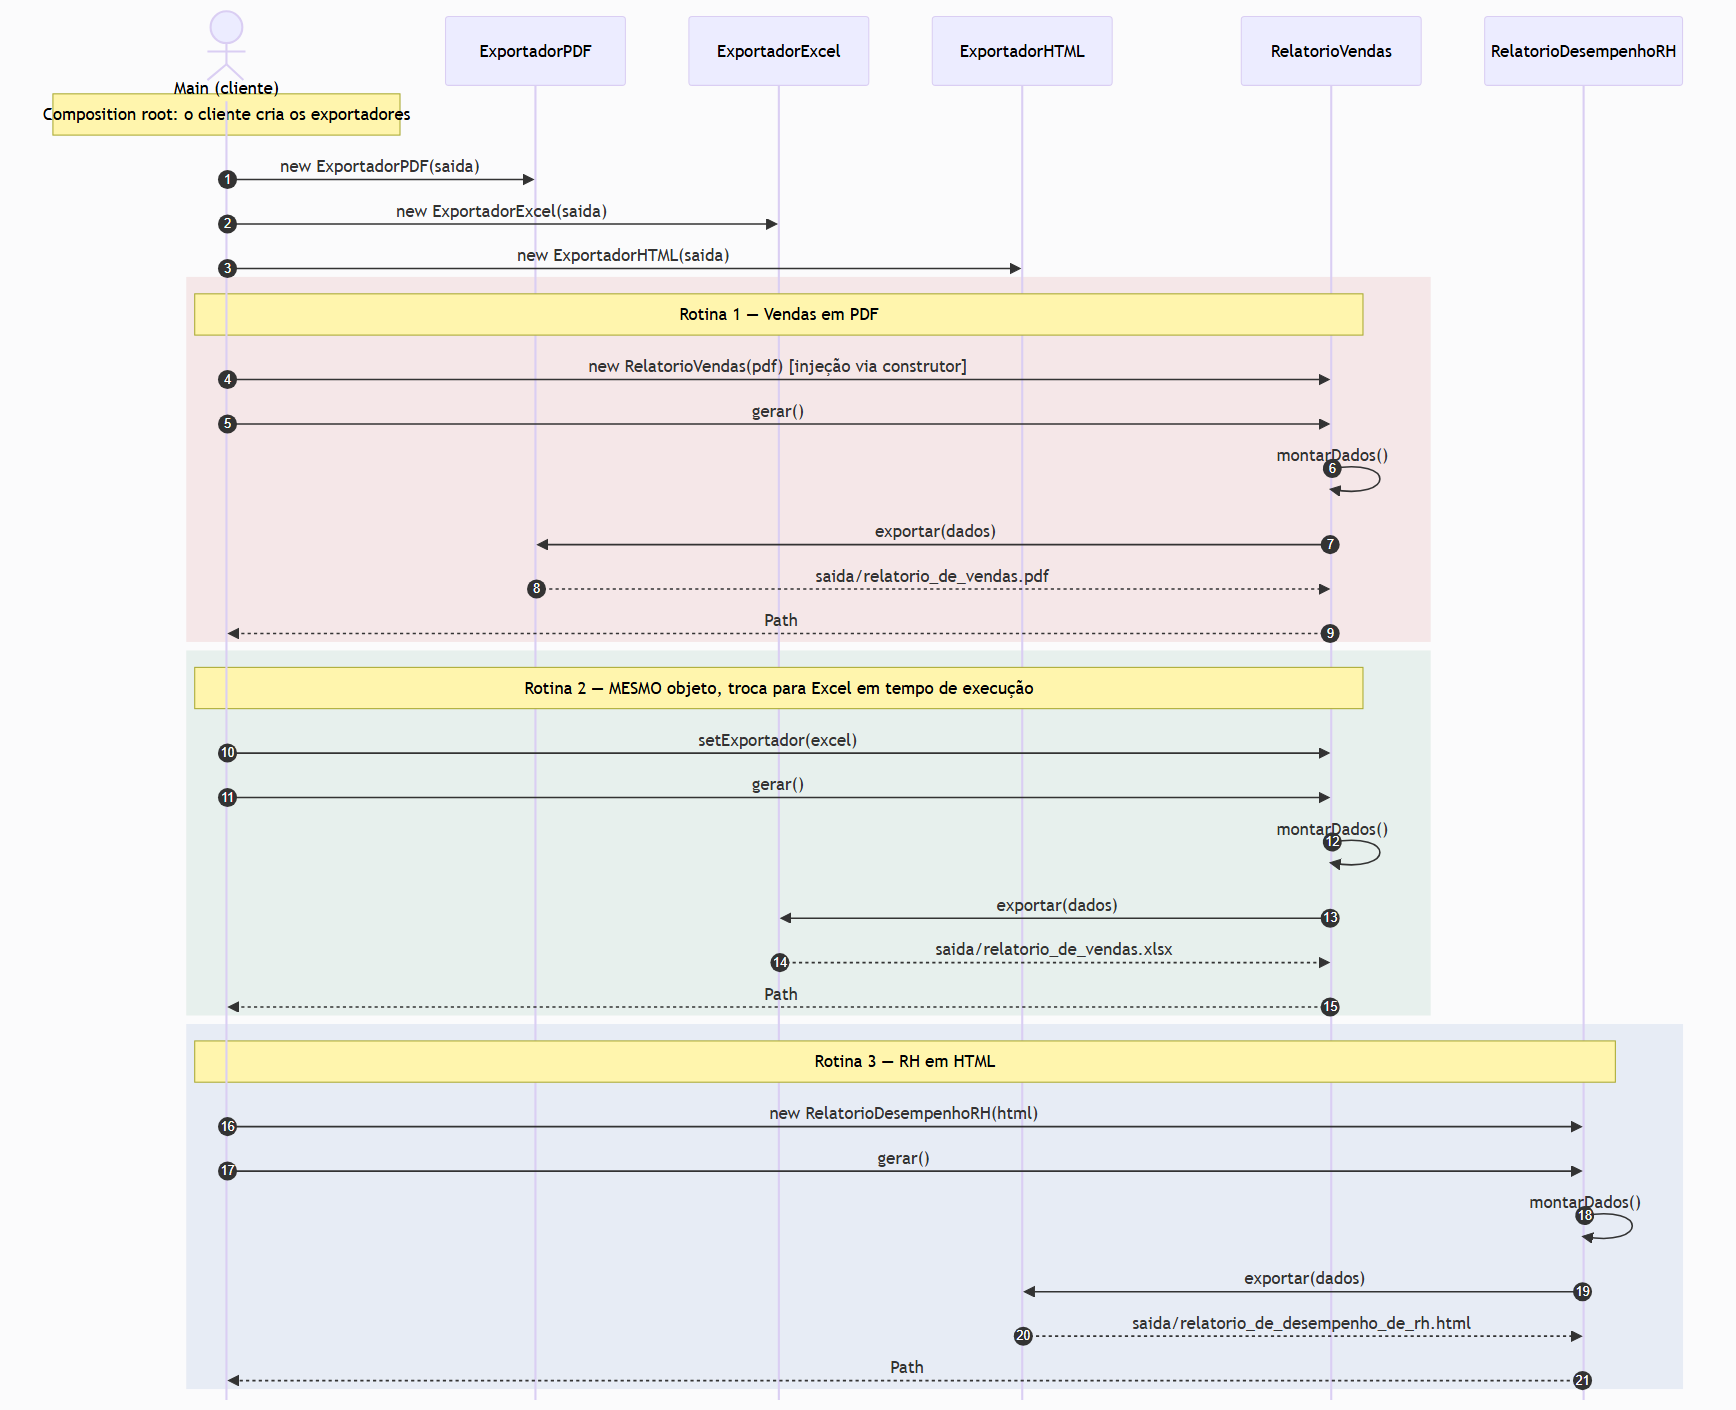 ExportadorPDF
ExportadorExcel
ExportadorHTML
RelatorioVendas
RelatorioDesempenhoRH
Main (cliente)
Composition root: o cliente cria os exportadores
new ExportadorPDF(saida)
1
new ExportadorExcel(saida)
2
new ExportadorHTML(saida)
3
Rotina 1 — Vendas em PDF
new RelatorioVendas(pdf) [injeção via construtor]
4
gerar()
5
montarDados()
6
exportar(dados)
7
saida/relatorio_de_vendas.pdf
8
Path
9
Rotina 2 — MESMO objeto, troca para Excel em tempo de execução
setExportador(excel)
10
gerar()
11
montarDados()
12
exportar(dados)
13
saida/relatorio_de_vendas.xlsx
14
Path
15
Rotina 3 — RH em HTML
new RelatorioDesempenhoRH(html)
16
gerar()
17
montarDados()
18
exportar(dados)
19
saida/relatorio_de_desempenho_de_rh.html
20
Path
21